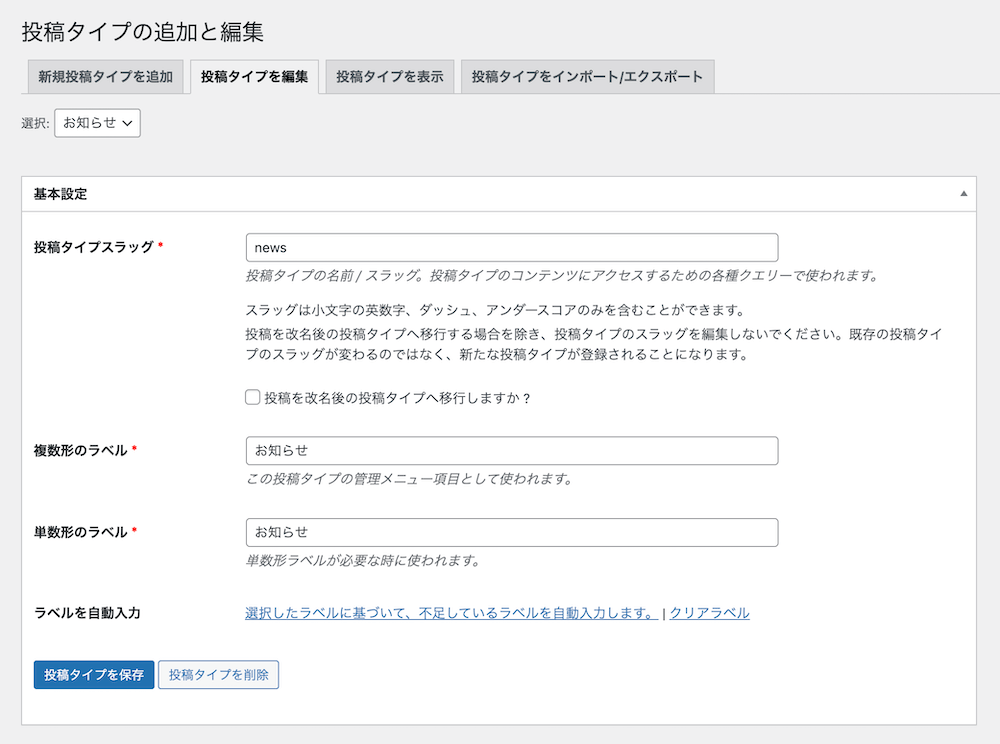 投稿タイプの追加と編集
新規投稿タイプを追加 投稿タイプを編集 投稿タイプを表示 投稿タイプをインポート/エクスポート
選択: お知らせ
基本設定
投稿タイプスラッグ * news
投稿タイプの名前 / スラッグ。投稿タイプのコンテンツにアクセスするための各種クエリーで使われます。
スラッグは小文字の英数字、ダッシュ、アンダースコアのみを含むことができます。
投稿を改名後の投稿タイプへ移行する場合を除き、投稿タイプのスラッグを編集しないでください。既存の投稿タイ
プのスラッグが変わるのではなく、新たな投稿タイプが登録されることになります。
投稿を改名後の投稿タイプへ移行しますか ?
複数形のラベル * お知らせ
この投稿タイプの管理メニュー項目として使われます。
単数形のラベル * お知らせ
単数形ラベルが必要な時に使われます。
ラベルを自動入力 選択したラベルに基づいて、不足しているラベルを自動入力します。 | クリアラベル
投稿タイプを保存 投稿タイプを削除